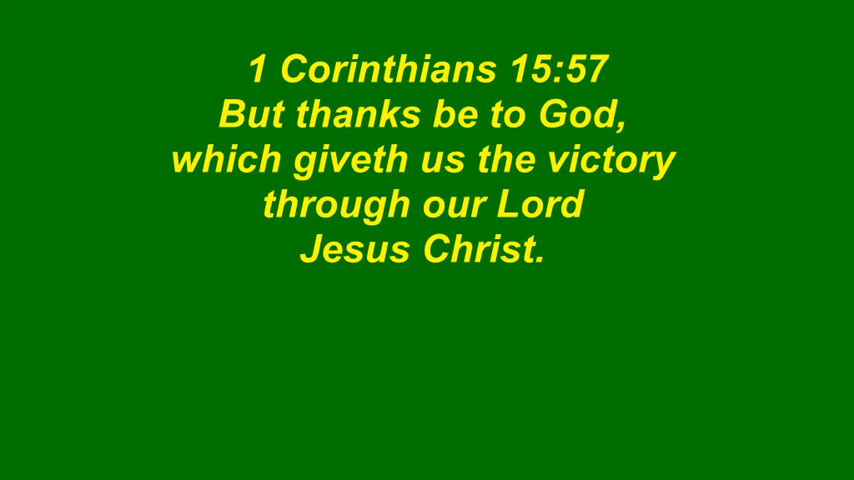 1 Corinthians 15:57
But thanks be to God,
which giveth us the victory
through our Lord
Jesus Christ.